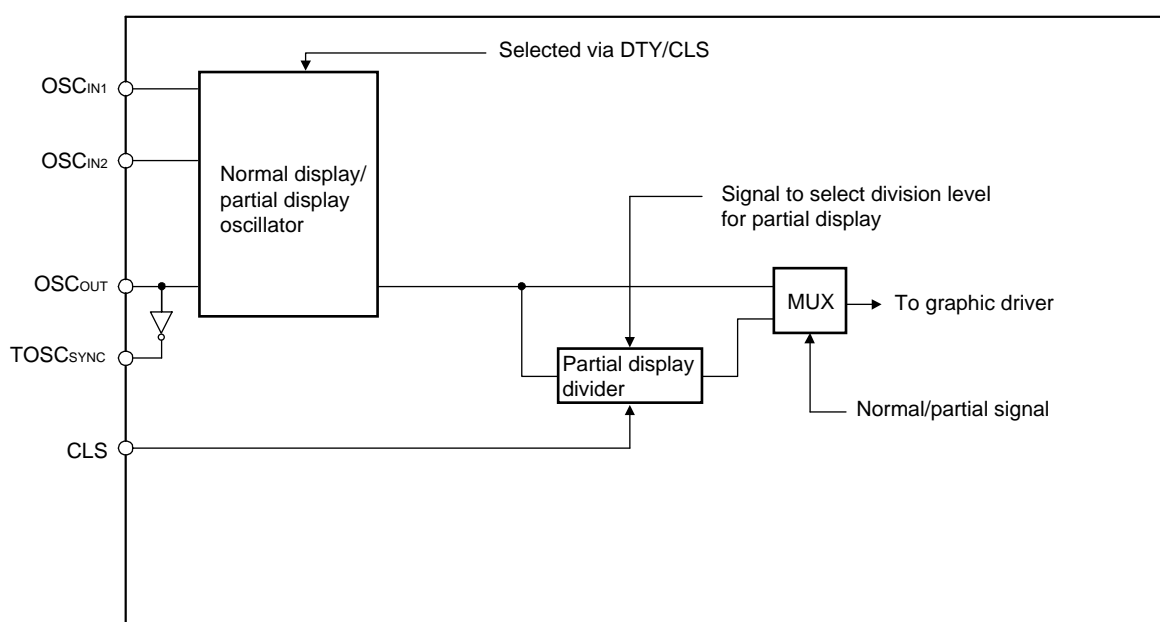 Selected via DTY/CLS
OSCIN1
OSCIN2
Normal display/
partial display
oscillator
Signal to select division level
for partial display
OSCOUT
MUX
To graphic driver
TOSCSYNC
Partial display
divider
Normal/partial signal
CLS